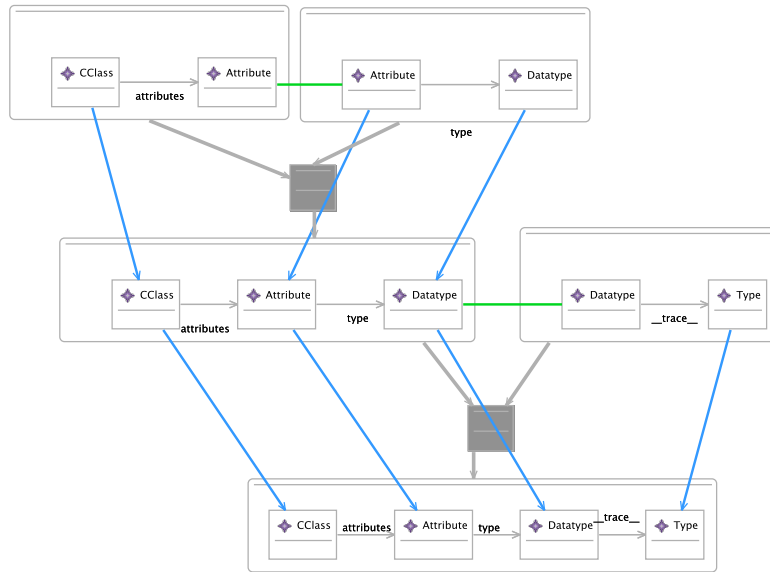 CClass
attributes
Attribute
Attribute
type
Datatype
CClass
attributes
Attribute
type
Datatype
Datatype
__trace__
Type
CClass
attributes
Attribute
type
Datatype
__trace__
Type